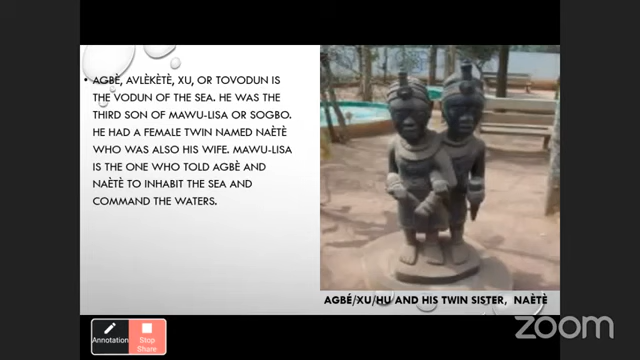 • AGBÈ, AVLÈKÈTÈ, XU, OR TOVODUN IS
THE VODUN OF THE SEA. HE WAS THE
THIRD SON OF MAWU-LISA OR SOGBO.
HE HAD A FEMALE TWIN NAMED NAÈTÈ
WHO WAS ALSO HIS WIFE. MAWU-LISA
IS THE ONE WHO TOLD AGBÈ AND
NAÈTÈ TO INHABIT THE SEA AND
COMMAND THE WATERS.
AGBÉ/XU/HU AND HIS TWIN SISTER, NAÈTÈ
Annotation
Stop
Share
zoom